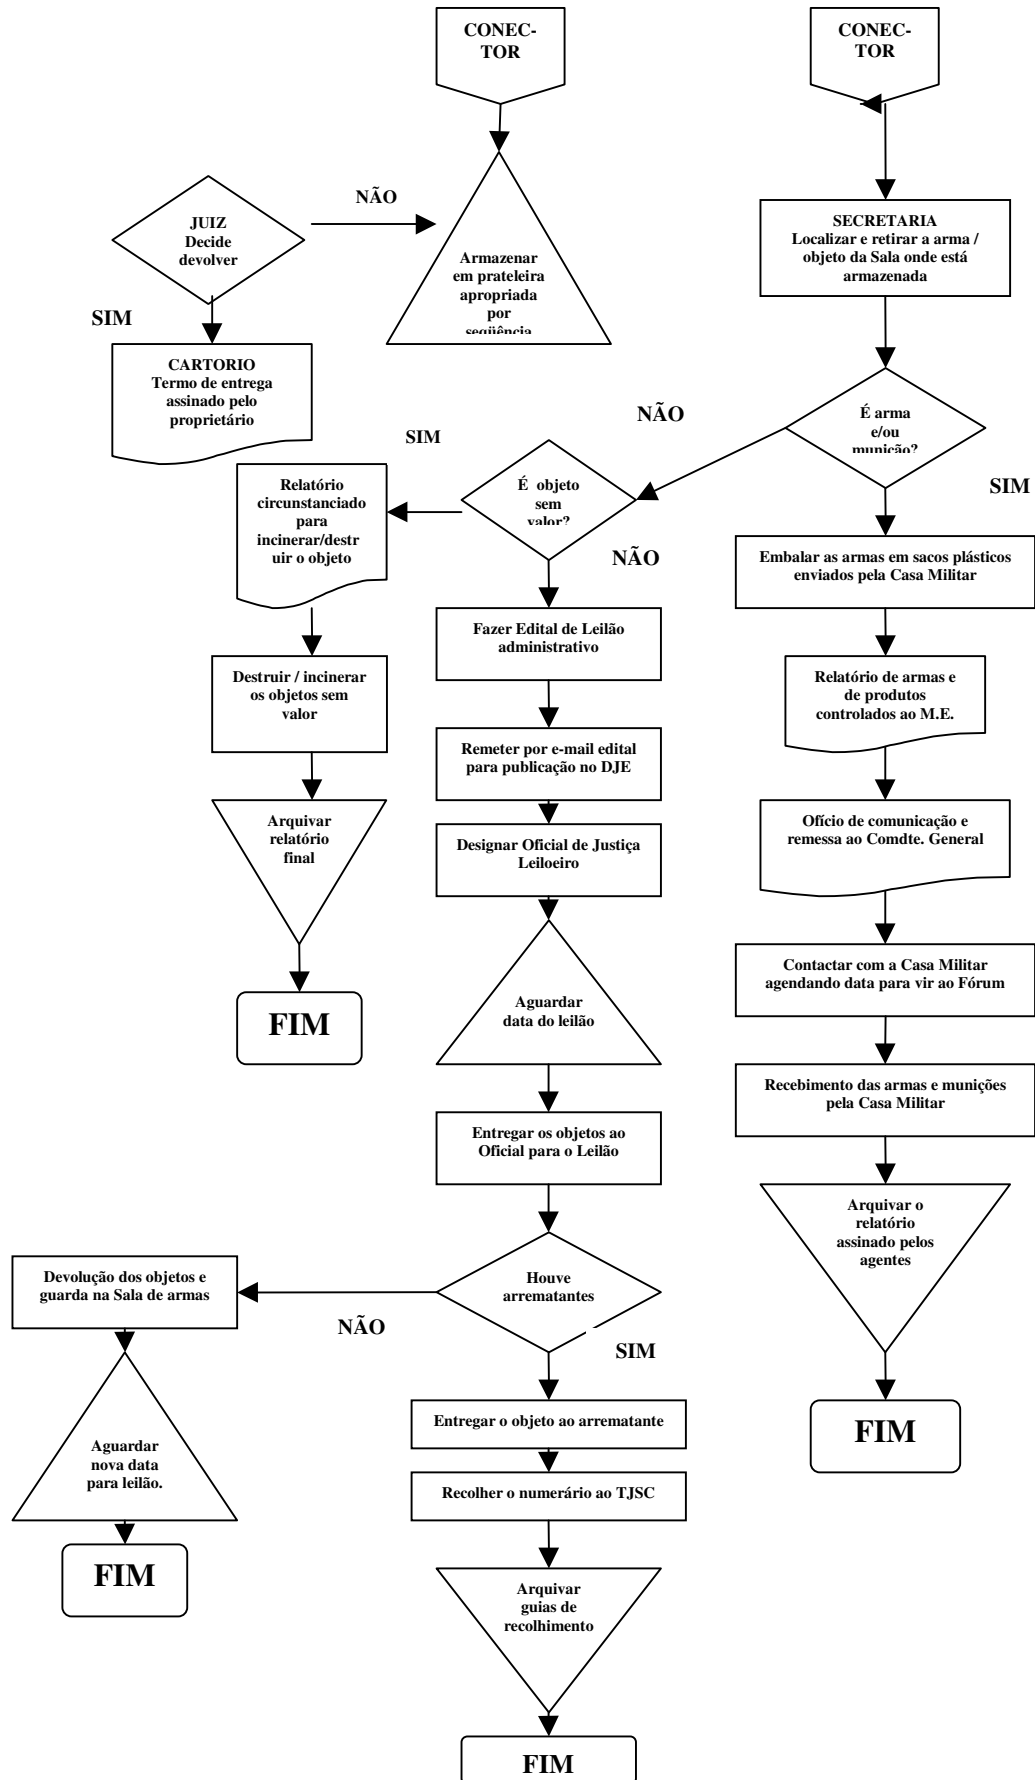 CONEC-
TOR
CONEC-
TOR
JUIZ
Decide
devolver
NÃO
SIM
Armazenar
em prateleira
apropriada
por
seqüência
SECRETARIA
Localizar e retirar a arma /
objeto da Sala onde está
armazenada
CARTORIO
Termo de entrega
assinado pelo
proprietário
É arma
e/ou
munição?
NÃO
SIM
É objeto
sem
valor?
SIM
NÃO
Relatório
circunstanciado
para
incinerar/destr
uir o objeto
Embalar as armas em sacos plásticos
enviados pela Casa Militar
Fazer Edital de Leilão
administrativo
Destruir / incinerar
os objetos sem
valor
Relatório de armas e
de produtos
controlados ao M.E.
Remeter por e-mail edital
para publicação no DJE
Arquivar
relatório
final
Designar Oficial de Justiça
Leiloeiro
Ofício de comunicação e
remessa ao Comdte. General
FIM
Aguardar
data do leilão
Contactar com a Casa Militar
agendando data para vir ao Fórum
Recebimento das armas e munições
pela Casa Militar
Entregar os objetos ao
Oficial para o Leilão
Arquivar o
relatório
assinado pelos
agentes
Houve
arrematantes
Devolução dos objetos e
guarda na Sala de armas
NÃO
SIM
FIM
Entregar o objeto ao arrematante
Aguardar
nova data
para leilão.
Recolher o numerário ao TJSC
FIM
Arquivar
guias de
recolhimento
FIM